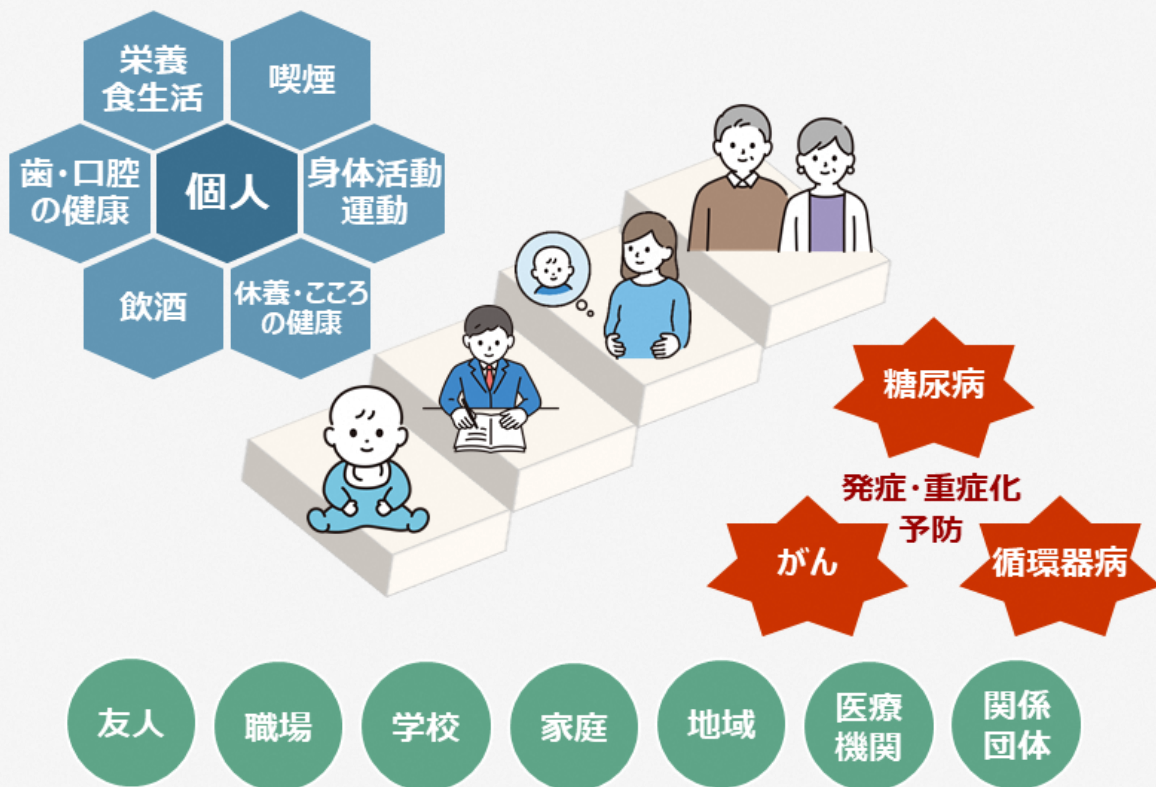 栄養
食生活
喫煙
歯・口腔
の健康
個人
身体活動
運動
飲酒
休養・こころ
の健康
糖尿病
発症・重症化
予防
がん
循環器病
友人
職場
学校
家庭
地域
医療
機関
関係
団体